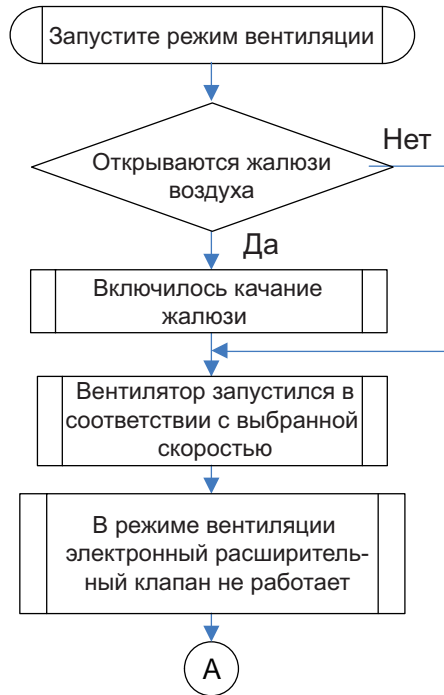 Запустите режим вентиляции
Нет
Открываются жалюзи
воздуха
Да
Включилось качание
жалюзи
Вентилятор запустился в
соответствии с выбранной
скоростью
В режиме вентиляции
электронный расширитель-
ный клапан не работает
А